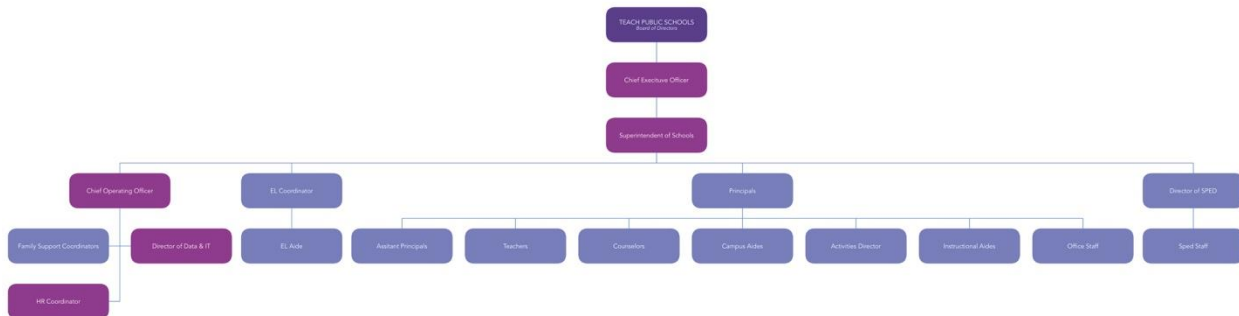 TEACH PUBLIC SCHOOLS
Board of Directors
Chief Execituve Officer
Superintendent of Schools
Chief Operating Officer
EL Coordinator
Principals
Director of SPED
Family Support Coordinators
Director of Data & IT
EL Aide
Assitant Principals
Teachers
Counselors
Campus Aides
Activities Director
Instructional Aides
Office Staff
Sped Staff
HR Coordinator